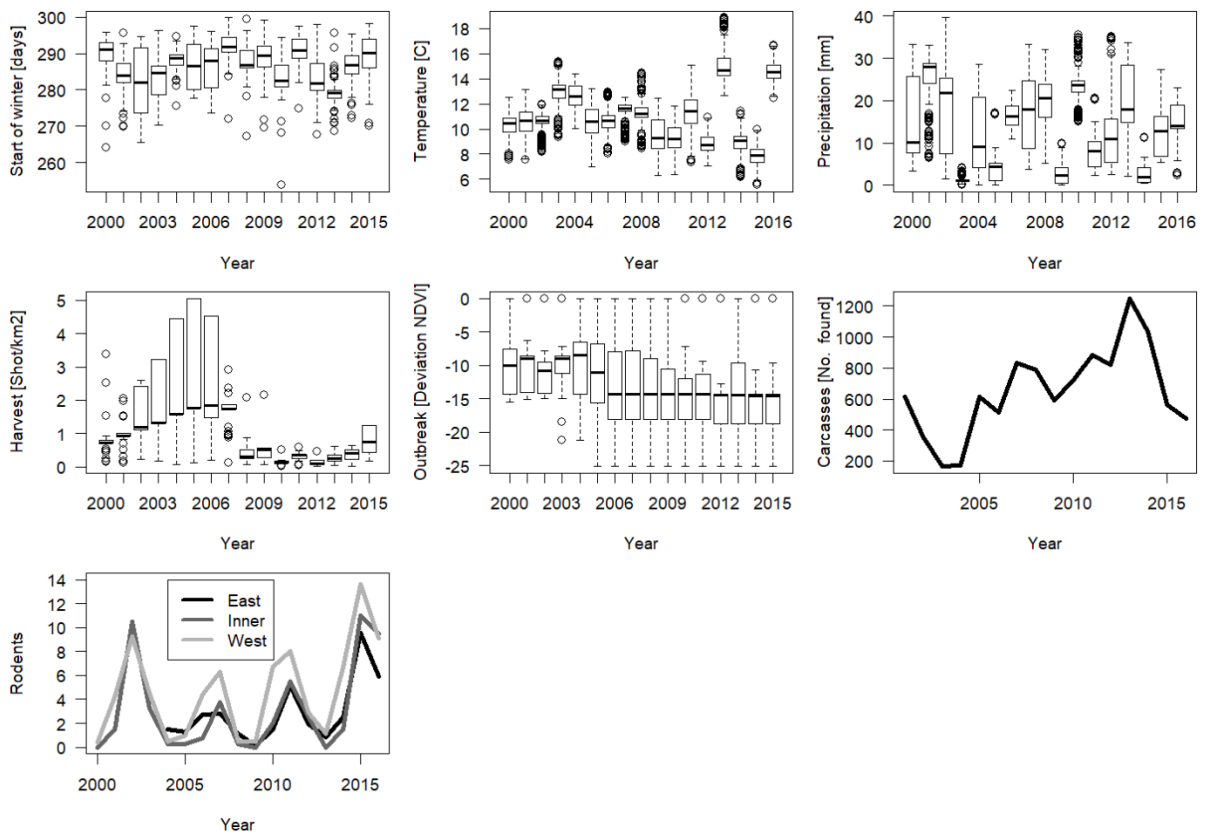 Start of winter [days]
300
290
280
270
260
2000 2003 2006 2009 2012 2015
Year
Temperature [C]
18
16
14
12
10
8
6
2000 2004 2008 2012 2016
Year
Precipitation [mm]
40
30
20
10
0
2000 2004 2008 2012 2016
Year
Harvest [Shot/km2]
5
4
3
2
1
0
2000 2003 2006 2009 2012 2015
Year
Outbreak [Deviation NDVI]
0
-5
-10
-15
-20
-25
2000 2003 2006 2009 2012 2015
Year
Carcasses [No. found]
1200
1000
800
600
400
200
2005 2010 2015
Year
Rodents
14
12
10
8
6
4
2
0
East
Inner
West
2000 2005 2010 2015
Year